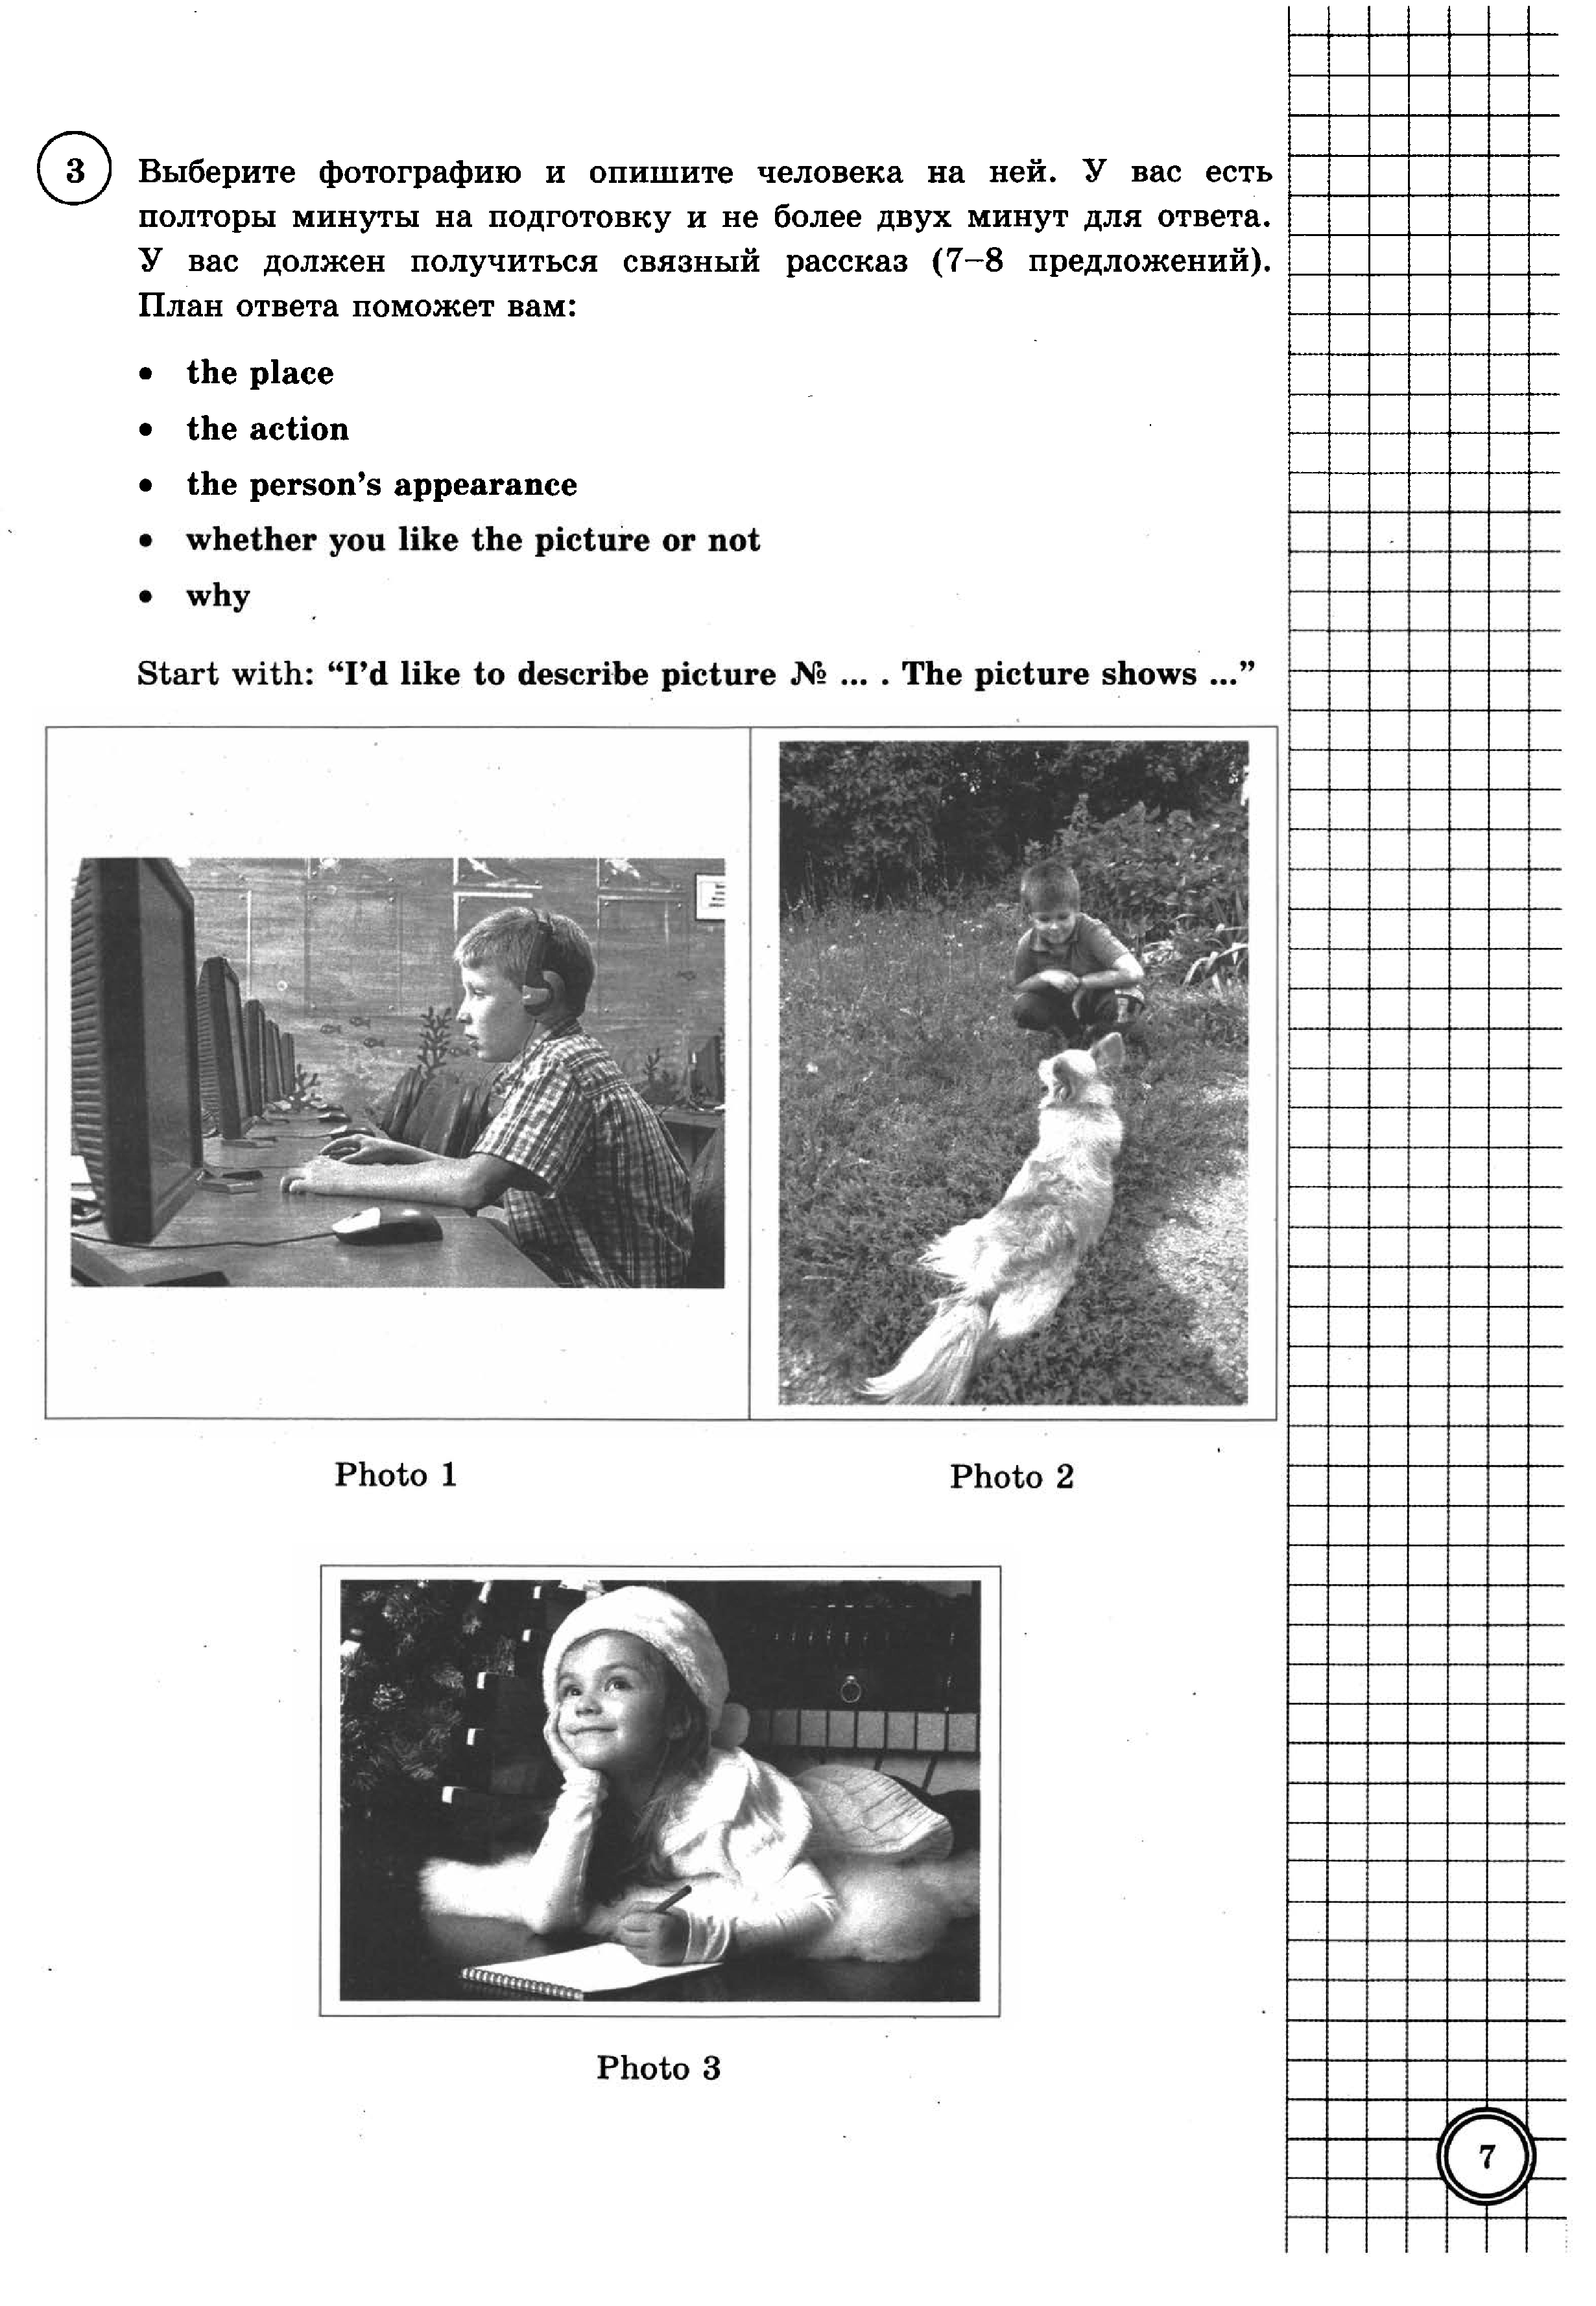 3
Выберите фотографию и опишите человека на ней. У вас есть
полторы минуты на подготовку и не более двух минут для ответа.
У вас должен получиться связный рассказ (7–8 предложений).
План ответа поможет вам:
• the place
• the action
• the person's appearance
• whether you like the picture or not
• why
Start with: “I’d like to describe picture № ... . The picture shows ...”
Photo 1
Photo 2
Photo 3
7